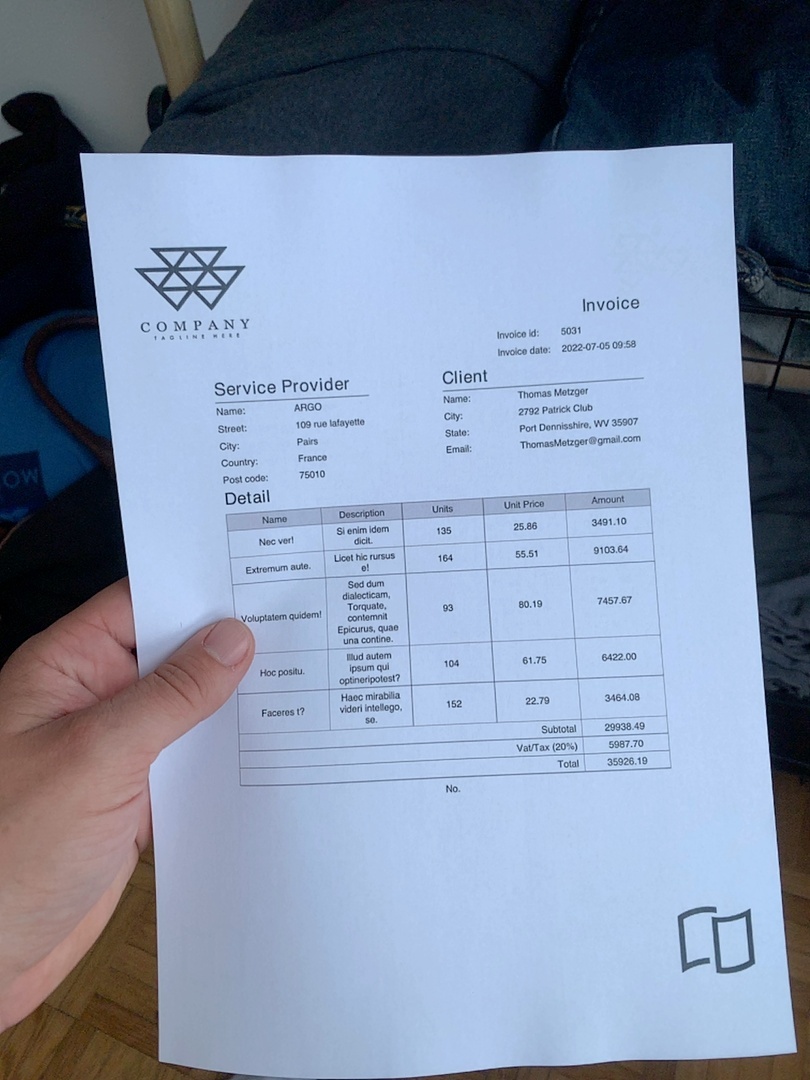 COMPANY
TAGLINE HERE
Invoice
Invoice id: 5031
Invoice date: 2022-07-05 09:58
Service Provider
Name: ARGO
Street: 109 rue lafayette
City: Pairs
Country: France
Post code: 75010
Client
Name: Thomas Metzger
City: 2792 Patrick Club
State: Port Dennisshire, WV 35907
Email: ThomasMetzger@gmail.com
Detail
Name Description Units Unit Price Amount
Nec ver! Si enim idem dicit. 135 25.86 3491.10
Extremum aute. Licet hic rursus e! 164 55.51 9103.64
Voluptatem quidem! Sed dum dialecticam, Torquate, contemnit Epicurus, quae una contine. 93 80.19 7457.67
Hoc positu. Illud autem ipsum qui optineripotest? 104 61.75 6422.00
Faceres t? Haec mirabilia videri intellego, se. 152 22.79 3464.08
Subtotal 29938.49
Vat/Tax (20%) 5987.70
Total 35926.19
No.
OW